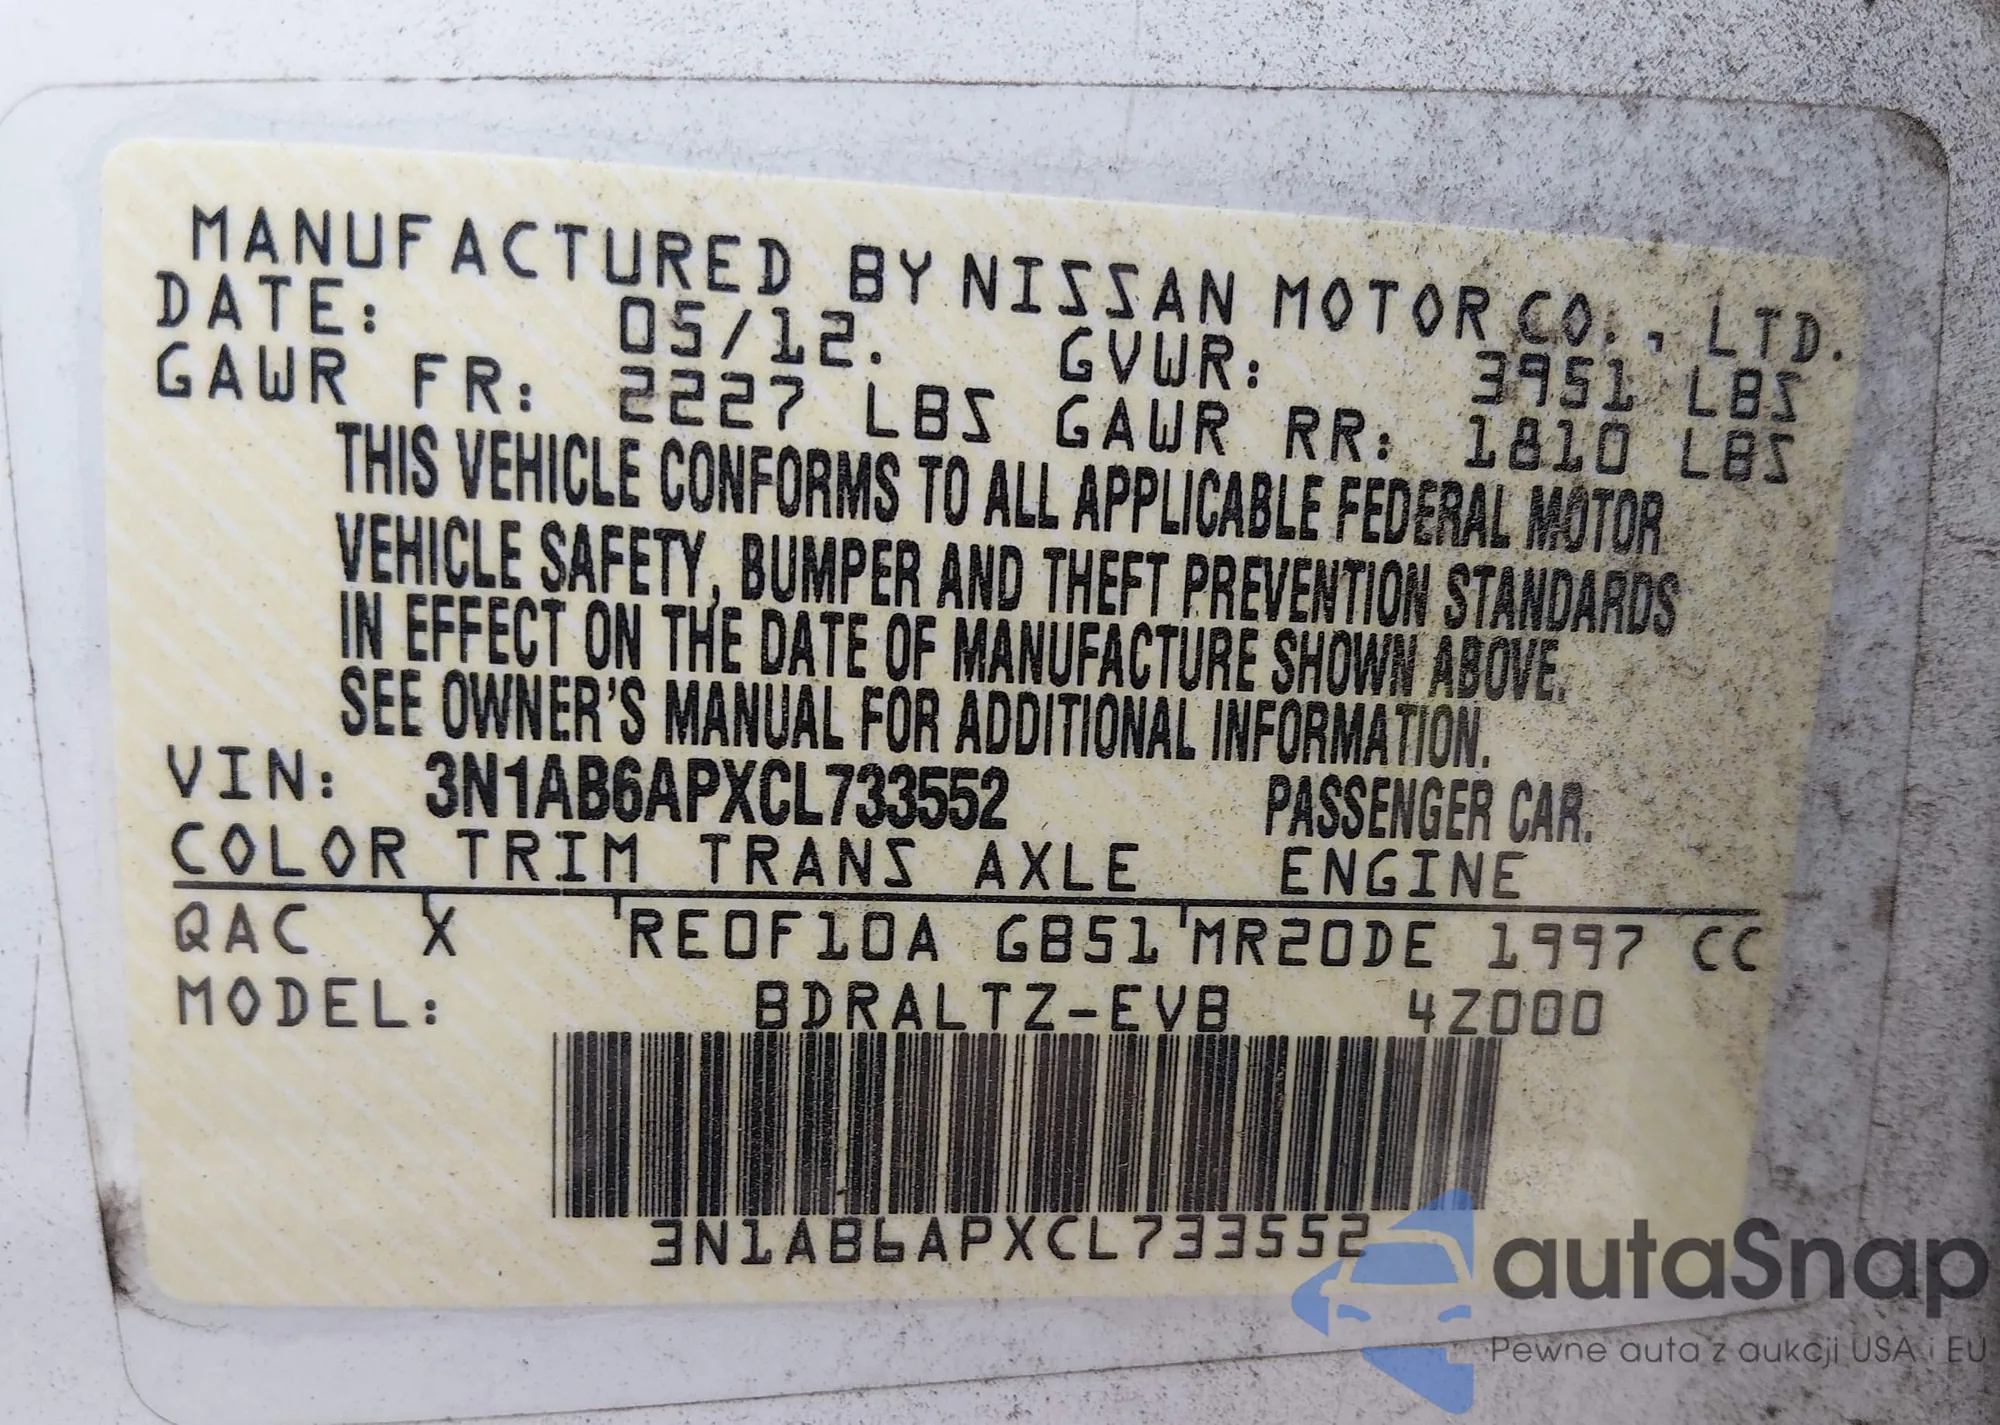 MANUFACTURED BY NISSAN MOTOR CO., LTD.
DATE: 05/12. GVWR: 3951 LBS
GAWR FR: 2227 LBS GAWR RR: 1810 LBS
THIS VEHICLE CONFORMS TO ALL APPLICABLE FEDERAL MOTOR
VEHICLE SAFETY, BUMPER AND THEFT PREVENTION STANDARDS
IN EFFECT ON THE DATE OF MANUFACTURE SHOWN ABOVE.
SEE OWNER'S MANUAL FOR ADDITIONAL INFORMATION.
VIN: 3N1AB6APXCL733552 PASSENGER CAR.
COLOR TRIM TRANS AXLE ENGINE
QAC X RE0F10A GB51 MR20DE 1997 CC
MODEL: BDRALTZ-EVB 4Z000
3N1AB6APXCL733552
autaSnap
Pewne auta z aukcji USA i EU